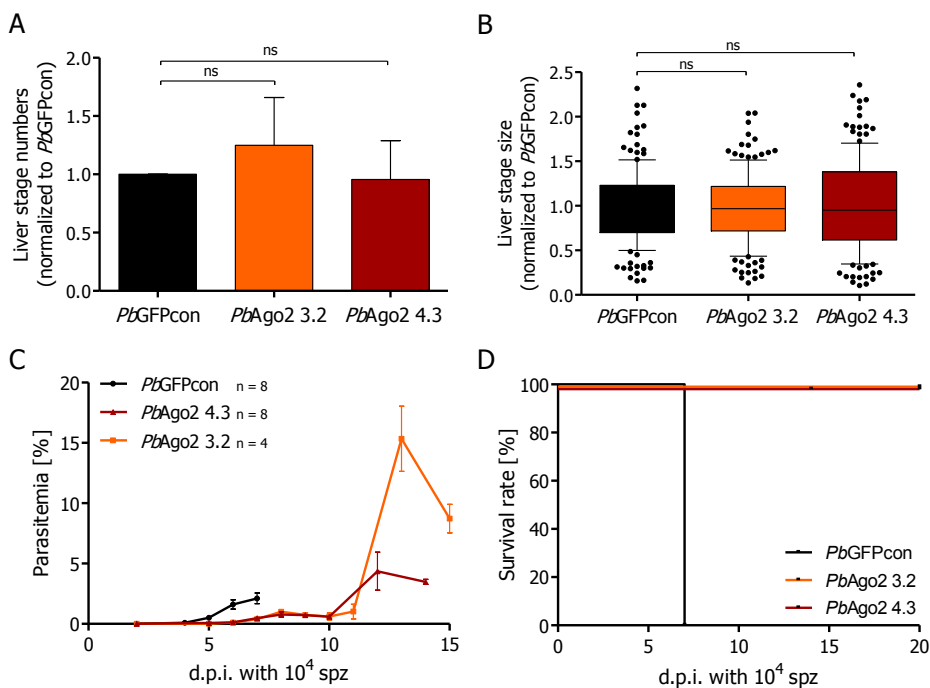 A
Liver stage numbers
(normalized to PbGFPcon)
2.0
1.5
1.0
0.5
0.0
ns
ns
PbGFPcon PbAgo2 3.2 PbAgo2 4.3
B
Liver stage size
(normalized to PbGFPcon)
2.5
2.0
1.5
1.0
0.5
0.0
ns
ns
PbGFPcon PbAgo2 3.2 PbAgo2 4.3
C
Parasitemia [%]
20
15
10
5
0
PbGFPcon n = 8
PbAgo2 4.3 n = 8
PbAgo2 3.2 n = 4
0 5 10 15
d.p.i. with 10⁴ spz
D
Survival rate [%]
100
80
60
40
20
0
PbGFPcon
PbAgo2 3.2
PbAgo2 4.3
0 5 10 15 20
d.p.i. with 10⁴ spz